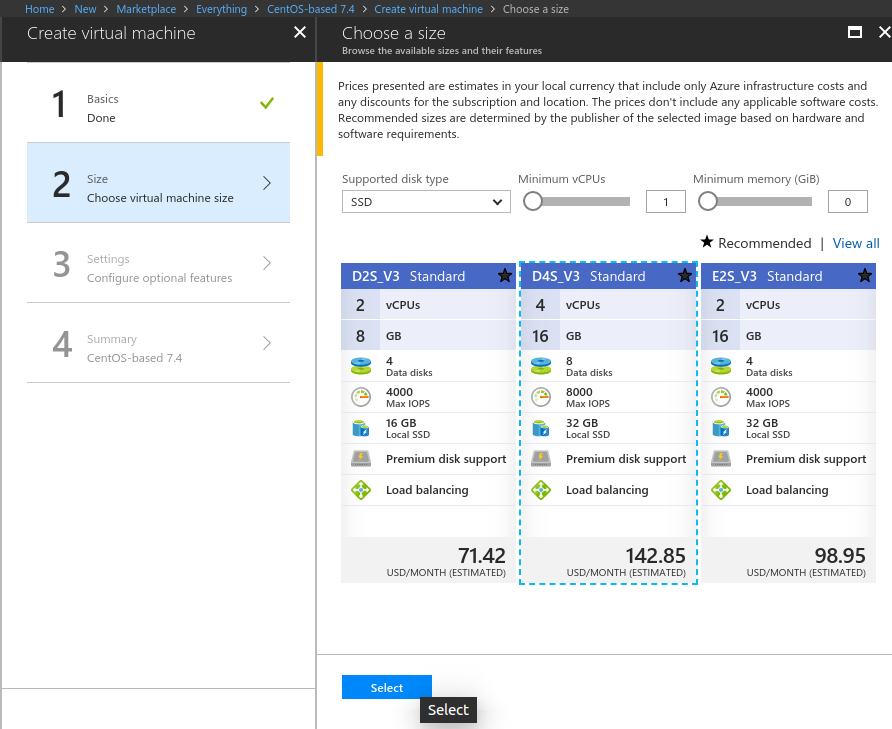 Home > New > Marketplace > Everything > CentOS-based 7.4 > Create virtual machine > Choose a size
Create virtual machine
1
Basics
Done
2
Size
Choose virtual machine size
3
Settings
Configure optional features
4
Summary
CentOS-based 7.4
Choose a size
Browse the available sizes and their features
Prices presented are estimates in your local currency that include only Azure infrastructure costs and
any discounts for the subscription and location. The prices don't include any applicable software costs.
Recommended sizes are determined by the publisher of the selected image based on hardware and
software requirements.
Supported disk type
SSD
Minimum vCPUs
1
Minimum memory (GiB)
0
★ Recommended | View all
D2S_V3 Standard
2 vCPUs
8 GB
4
Data disks
4000
Max IOPS
16 GB
Local SSD
Premium disk support
Load balancing
71.42
USD/MONTH (ESTIMATED)
D4S_V3 Standard
4 vCPUs
16 GB
8
Data disks
8000
Max IOPS
32 GB
Local SSD
Premium disk support
Load balancing
142.85
USD/MONTH (ESTIMATED)
E2S_V3 Standard
2 vCPUs
16 GB
4
Data disks
4000
Max IOPS
32 GB
Local SSD
Premium disk support
Load balancing
98.95
USD/MONTH (ESTIMATED)
Select
Select